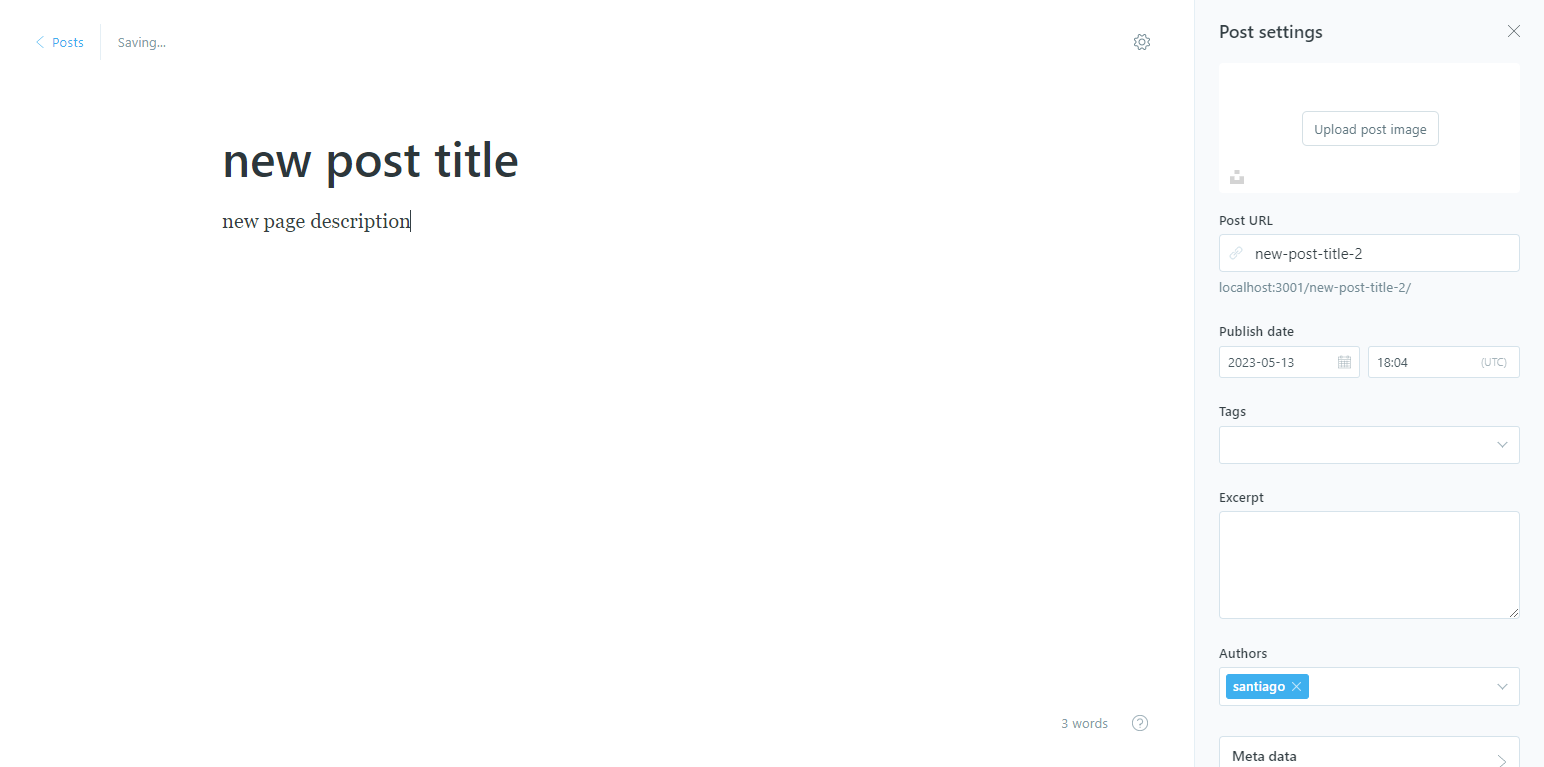 Posts
Saving...
new post title
new page description
3 words
Post settings
Upload post image
Post URL
new-post-title-2
localhost:3001/new-post-title-2/
Publish date
2023-05-13
18:04 (UTC)
Tags
Excerpt
Authors
santiago
Meta data